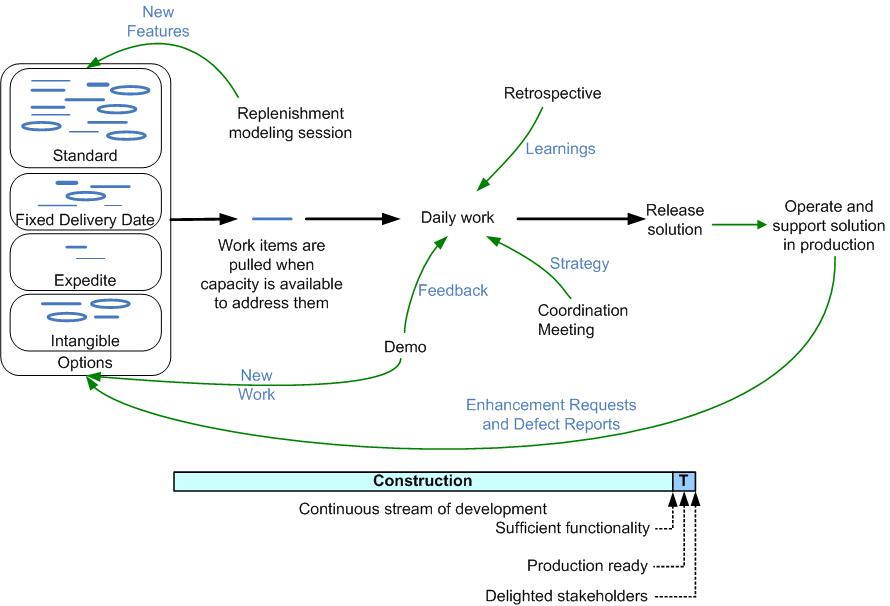 New
Features
Replenishment
modeling session
Standard
Fixed Delivery Date
Expedite
Intangible
Options
Work items are
pulled when
capacity is available
to address them
Retrospective
Learnings
Daily work
Release
solution
Operate and
support solution
in production
Strategy
Feedback
Coordination
Meeting
Demo
New
Work
Enhancement Requests
and Defect Reports
Construction
T
Continuous stream of development
Sufficient functionality
Production ready
Delighted stakeholders